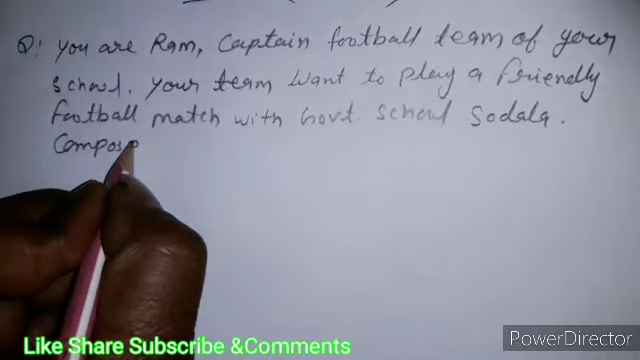 Q: You are Ram, Captain football team of your
school. Your team want to play a friendly
football match with Govt. school Sodala.
Compose
Like Share Subscribe &Comments
PowerDirector